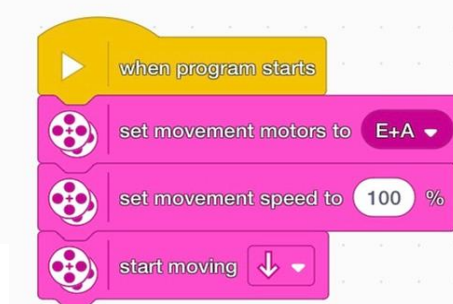 when program starts
set movement motors to E+A
set movement speed to 100 %
start moving